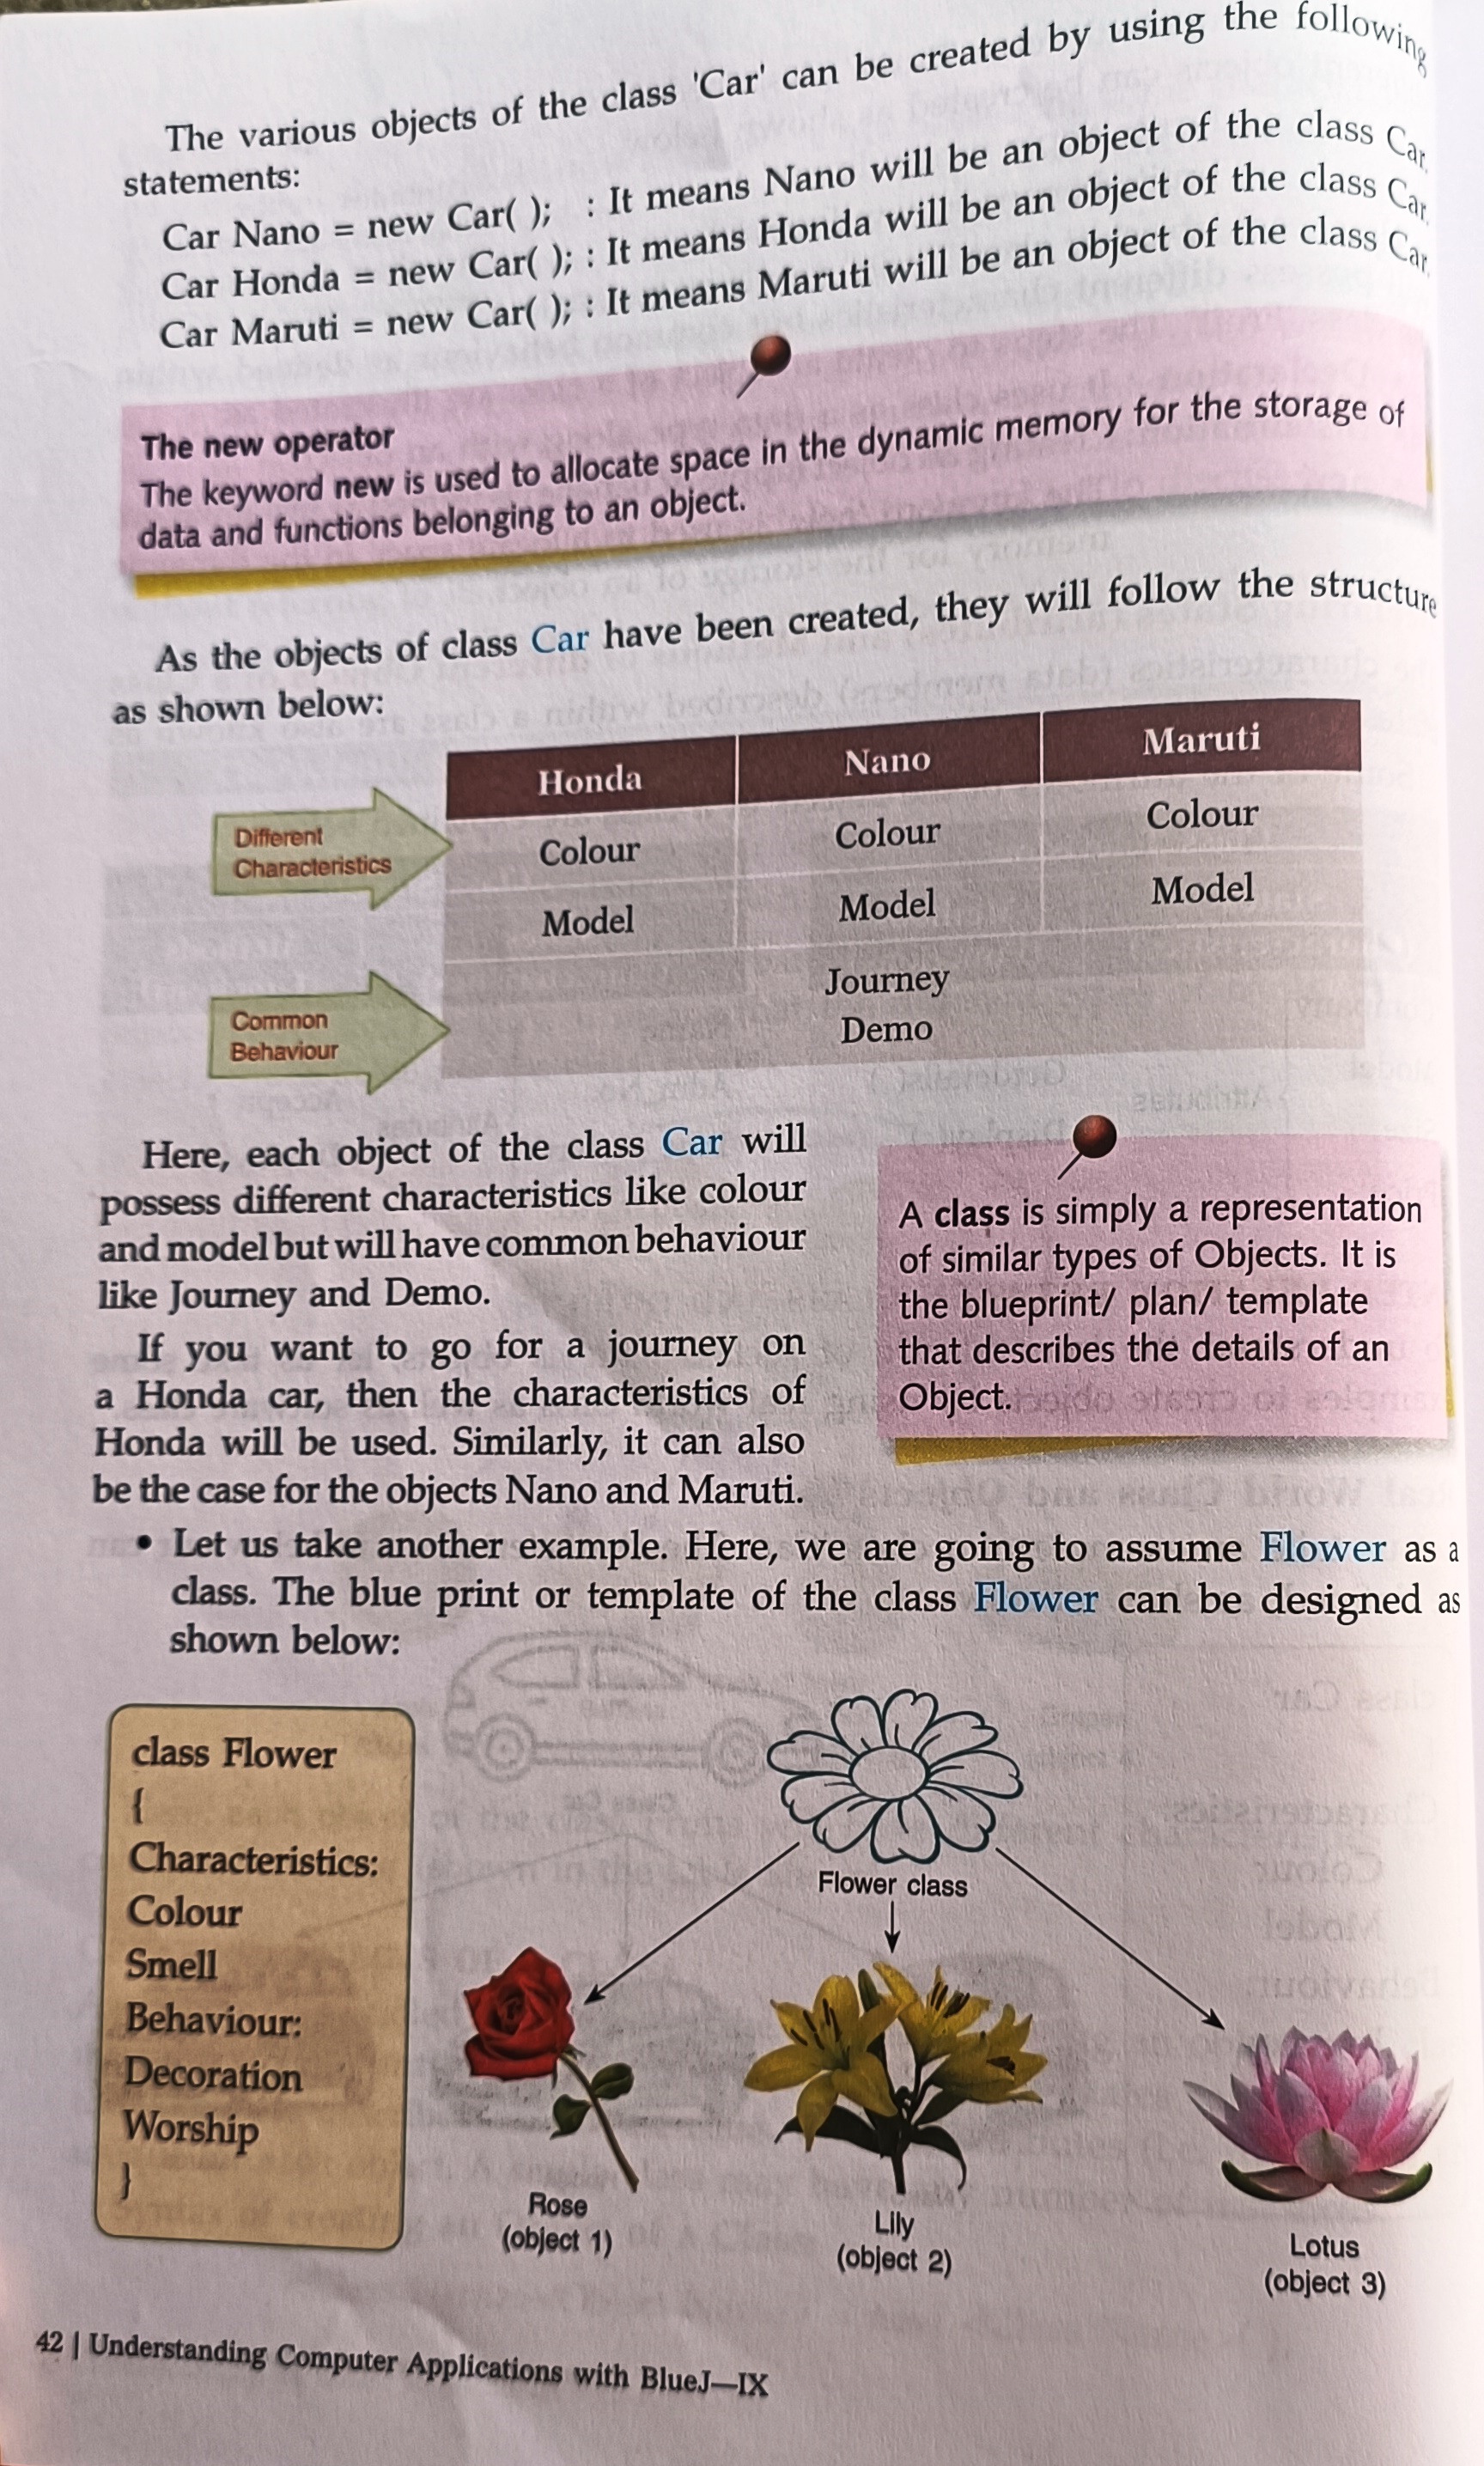 The various objects of the class 'Car' can be created by using the following
statements:
Car Nano = new Car( ); : It means Nano will be an object of the class Car.
Car Honda = new Car( ); : It means Honda will be an object of the class Car.
Car Maruti = new Car( ); : It means Maruti will be an object of the class Car.
The new operator
The keyword new is used to allocate space in the dynamic memory for the storage of
data and functions belonging to an object.
As the objects of class Car have been created, they will follow the structure
as shown below:
Honda Nano Maruti
Different
Characteristics
Colour Colour Colour
Model Model Model
Common
Behaviour
Journey
Demo
Here, each object of the class Car will
possess different characteristics like colour
and model but will have common behaviour
like Journey and Demo.
If you want to go for a journey on
a Honda car, then the characteristics of
Honda will be used. Similarly, it can also
be the case for the objects Nano and Maruti.
A class is simply a representation
of similar types of Objects. It is
the blueprint/ plan/ template
that describes the details of an
Object.
• Let us take another example. Here, we are going to assume Flower as a
class. The blue print or template of the class Flower can be designed as
shown below:
class Flower
{
Characteristics:
Colour
Smell
Behaviour:
Decoration
Worship
}
Flower class
Rose
(object 1)
Lily
(object 2)
Lotus
(object 3)
42 | Understanding Computer Applications with BlueJ—IX